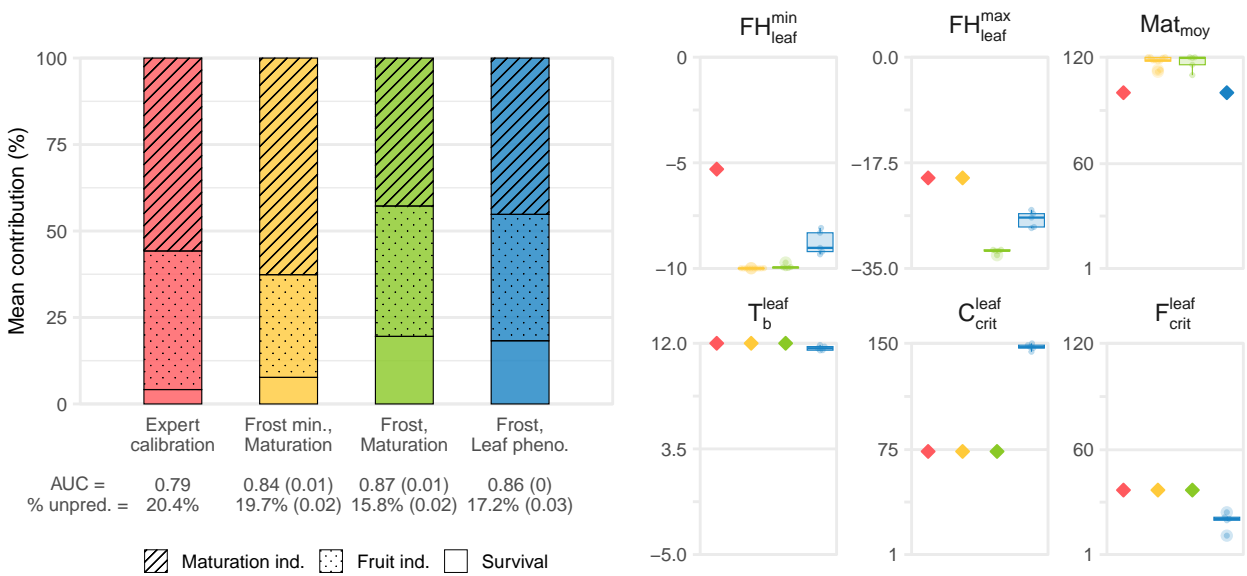 Mean contribution (%)
100
75
50
25
0
Expert calibration
Frost min., Maturation
Frost, Maturation
Frost, Leaf pheno.
AUC = 0.79 0.84 (0.01) 0.87 (0.01) 0.86 (0)
% unpred. = 20.4% 19.7% (0.02) 15.8% (0.02) 17.2% (0.03)
Maturation ind. Fruit ind. Survival
FH min leaf
0
−5
−10
FH max leaf
0.0
−17.5
−35.0
Mat moy
120
60
1
T leaf b
12.0
3.5
−5.0
C leaf crit
150
75
1
F leaf crit
120
60
1